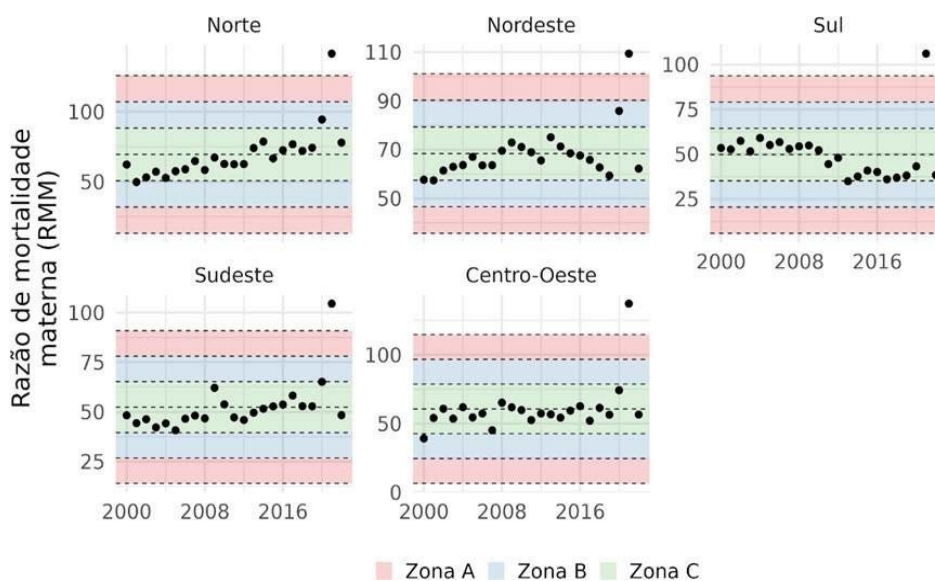 Norte
Nordeste
Sul
100
50
110
90
70
50
100
75
50
25
2000 2008 2016
Sudeste
Centro-Oeste
100
75
50
25
100
50
0
2000 2008 2016
2000 2008 2016
Razão de mortalidade
materna (RMM)
Zona A Zona B Zona C